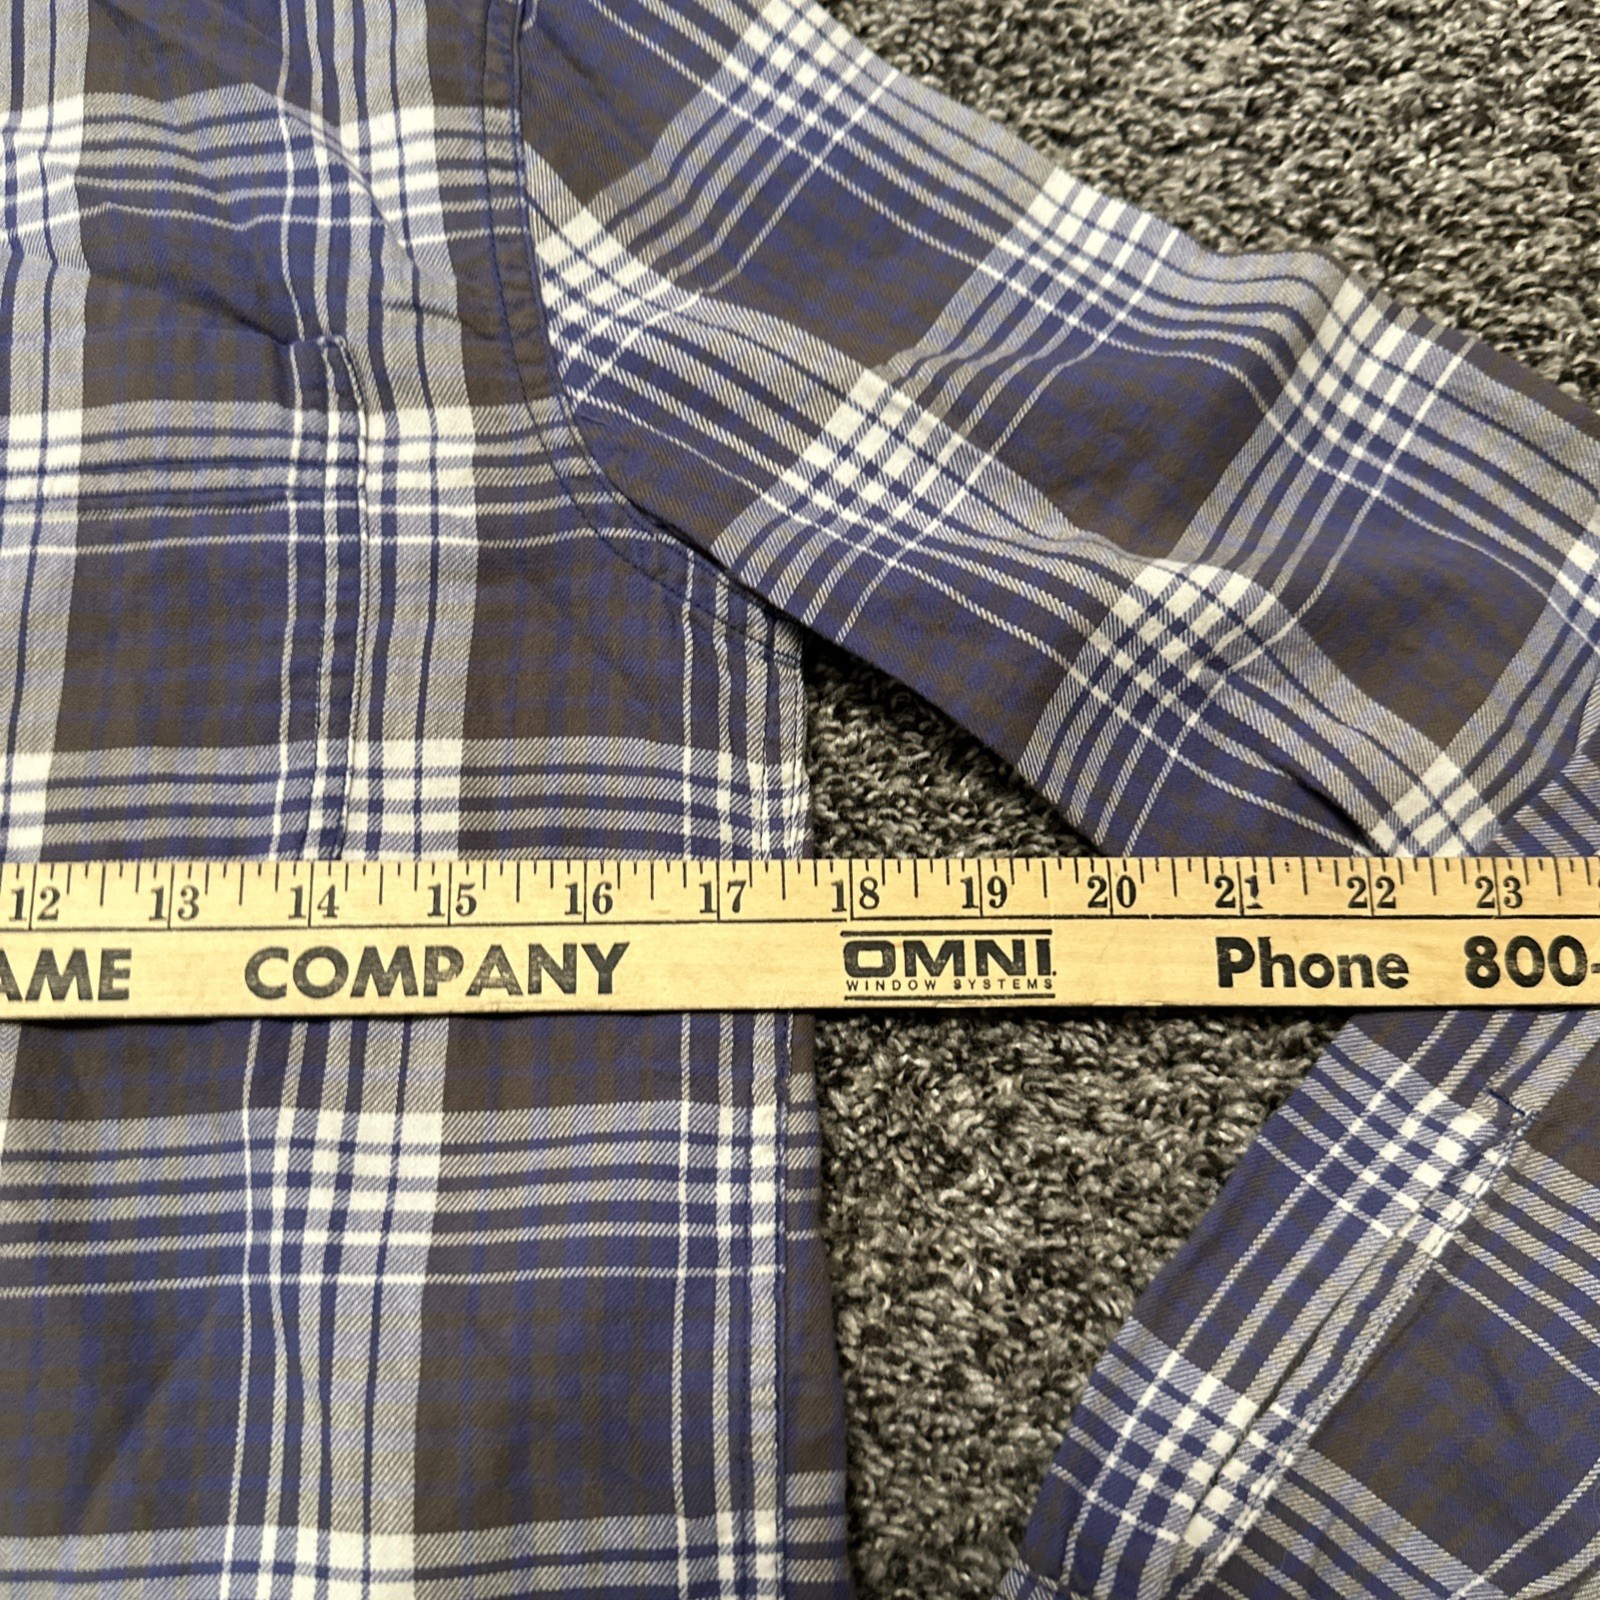 12 13 14 15 16 17 18 19 20 21 22 23
AME COMPANY OMNI Phone 800-
WINDOW SYSTEMS